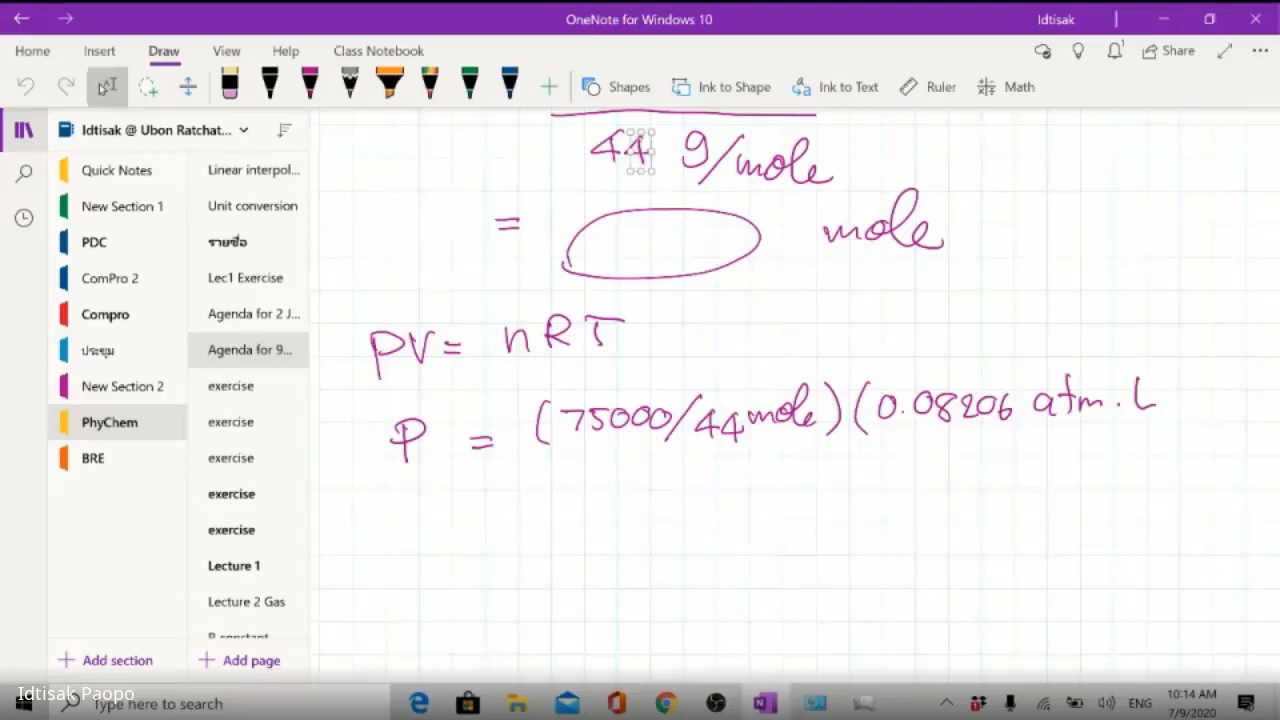 OneNote for Windows 10
Idtisak
Home Insert Draw View Help Class Notebook
Share
Shapes Ink to Shape Ink to Text Ruler Math
Idtisak @ Ubon Ratchat...
Quick Notes
New Section 1
PDC
ComPro 2
Compro
ประชุม
New Section 2
PhyChem
BRE
Add section
Linear interpol...
Unit conversion
รายชื่อ
Lec1 Exercise
Agenda for 2 J...
Agenda for 9...
exercise
exercise
exercise
exercise
exercise
Lecture 1
Lecture 2 Gas
R constant
Add page
44 g/mole
= mole
PV = nRT
P = (75000/44 mole)(0.08206 atm.L
Idtisak Paopo
Type here to search
ENG
10:14 AM
7/9/2020